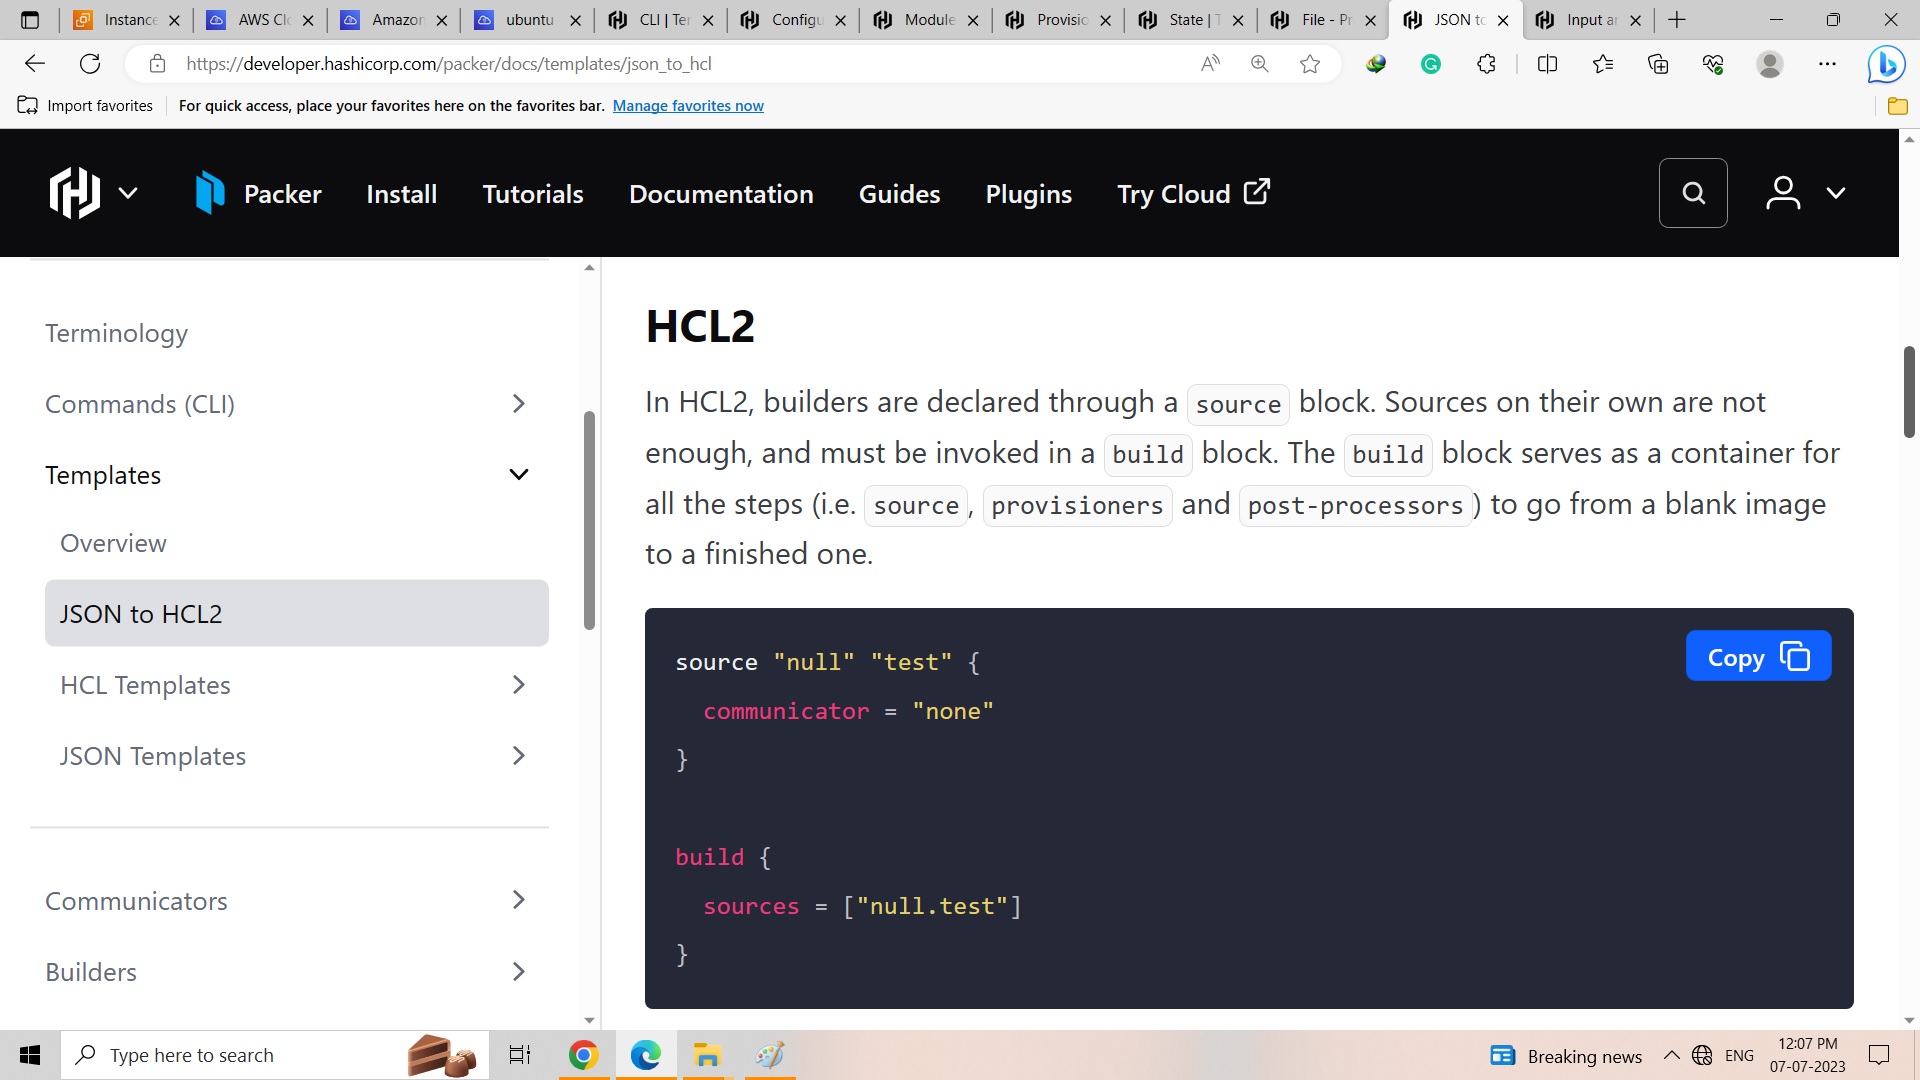 Instance
AWS Cl
Amazon
ubuntu
CLI | Ter
Configu
Module
Provisio
State | T
File - Pr
JSON to
Input ar
https://developer.hashicorp.com/packer/docs/templates/json_to_hcl
Import favorites
For quick access, place your favorites here on the favorites bar. Manage favorites now
Packer Install Tutorials Documentation Guides Plugins Try Cloud
Terminology
Commands (CLI)
Templates
Overview
JSON to HCL2
HCL Templates
JSON Templates
Communicators
Builders
HCL2
In HCL2, builders are declared through a source block. Sources on their own are not
enough, and must be invoked in a build block. The build block serves as a container for
all the steps (i.e. source, provisioners and post-processors) to go from a blank image
to a finished one.
Copy
source "null" "test" {
  communicator = "none"
}
build {
  sources = ["null.test"]
}
Type here to search
Breaking news
ENG
12:07 PM
07-07-2023